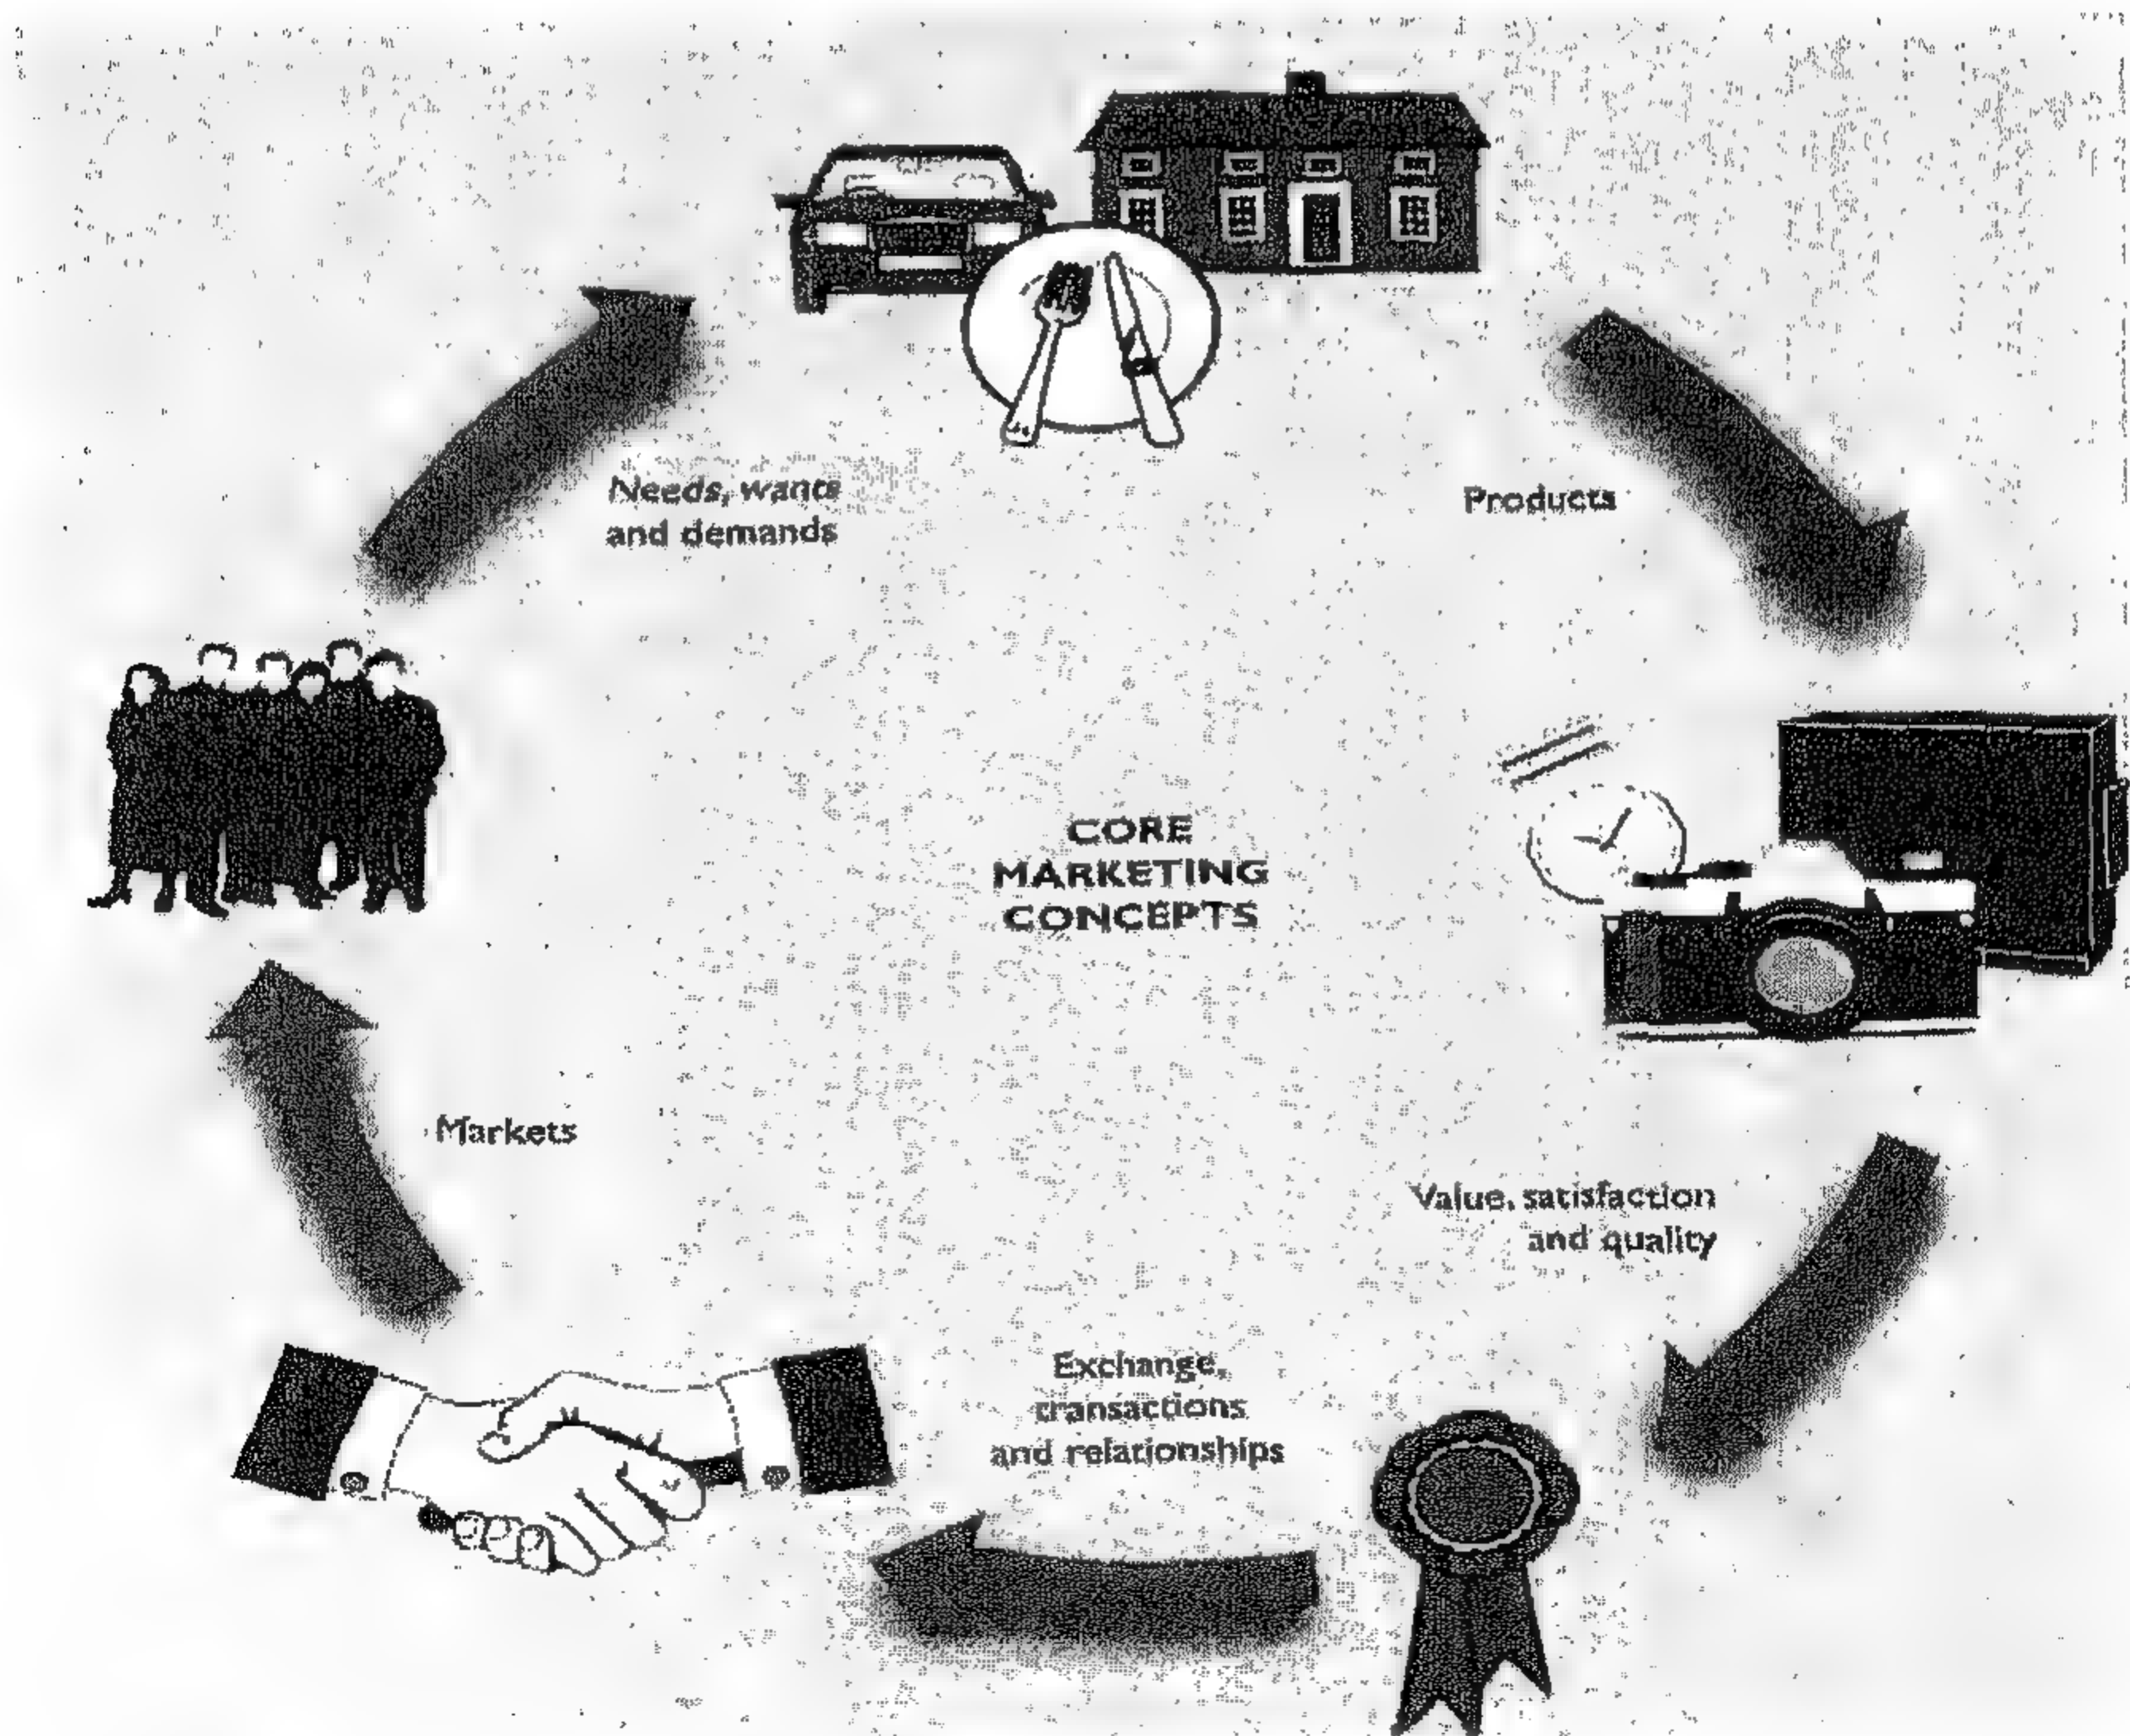 Needs, wants
and demands
Products
CORE
MARKETING
CONCEPTS
Markets
Value, satisfaction
and quality
Exchange,
transactions
and relationships